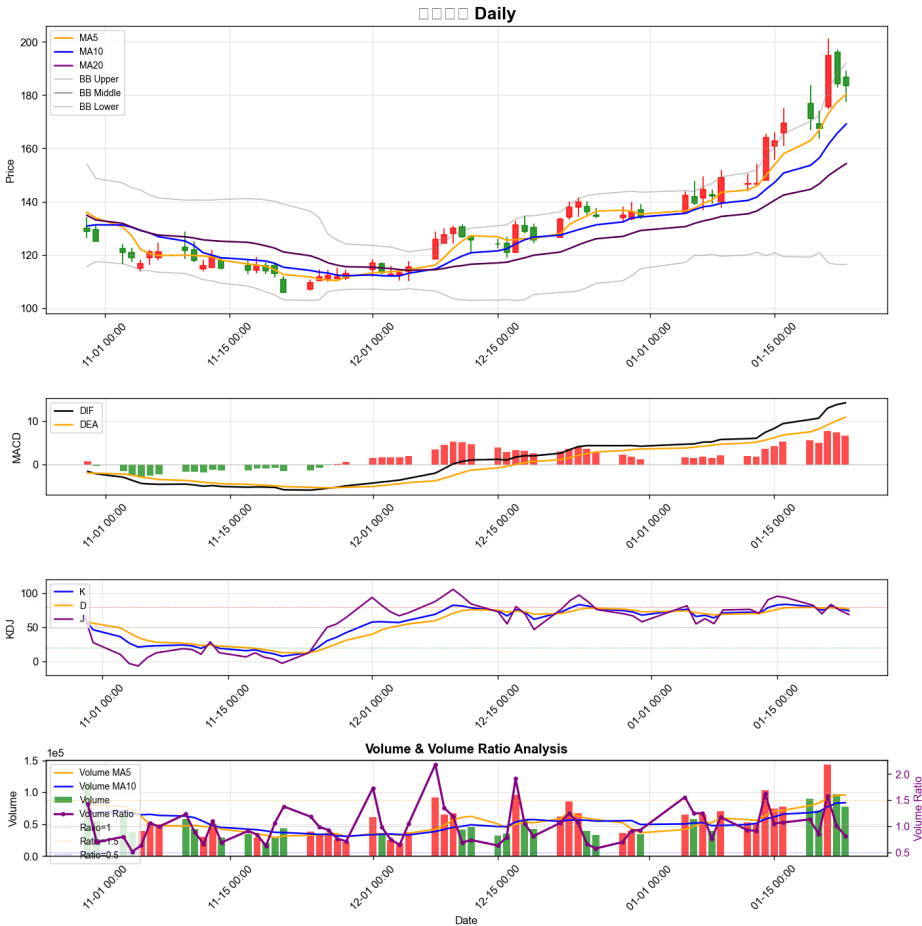 Daily
MA5
MA10
MA20
BB Upper
BB Middle
BB Lower
Price
200
180
160
140
120
100
11-01 00:00
11-15 00:00
12-01 00:00
12-15 00:00
01-01 00:00
01-15 00:00
DIF
DEA
MACD
10
0
11-01 00:00
11-15 00:00
12-01 00:00
12-15 00:00
01-01 00:00
01-15 00:00
K
D
J
KDJ
100
50
0
11-01 00:00
11-15 00:00
12-01 00:00
12-15 00:00
01-01 00:00
01-15 00:00
Volume & Volume Ratio Analysis
1e5
Volume MA5
Volume MA10
Volume
Volume Ratio
Ratio=1
Ratio=1.5
Ratio=0.5
Volume
1.5
1.0
0.5
0.0
Volume Ratio
2.0
1.5
1.0
0.5
11-01 00:00
11-15 00:00
12-01 00:00
12-15 00:00
01-01 00:00
01-15 00:00
Date